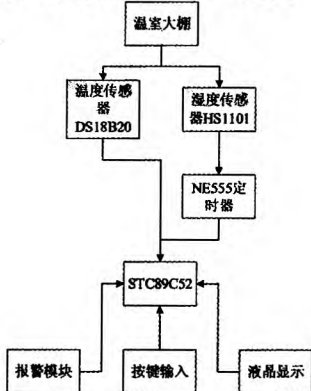 温室大棚
温度传感
器
DS18B20
湿度传感
器HS1101
NE555定
时器
STC89C52
报警模块
按键输入
液晶显示